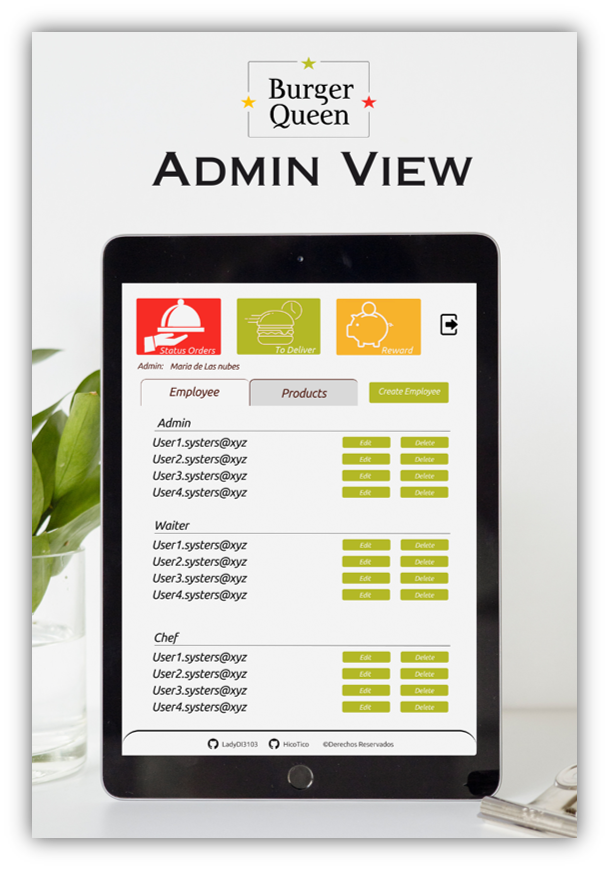 Burger
Queen
ADMIN VIEW
Status Orders
To Deliver
Reward
Admin: Maria de Las nubes
Employee
Products
Create Employee
Admin
User1.systers@xyz Edit Delete
User2.systers@xyz Edit Delete
User3.systers@xyz Edit Delete
User4.systers@xyz Edit Delete
Waiter
User1.systers@xyz Edit Delete
User2.systers@xyz Edit Delete
User3.systers@xyz Edit Delete
User4.systers@xyz Edit Delete
Chef
User1.systers@xyz Edit Delete
User2.systers@xyz Edit Delete
User3.systers@xyz Edit Delete
User4.systers@xyz Edit Delete
LadyDI3103 HicoTico ©Derechos Reservados